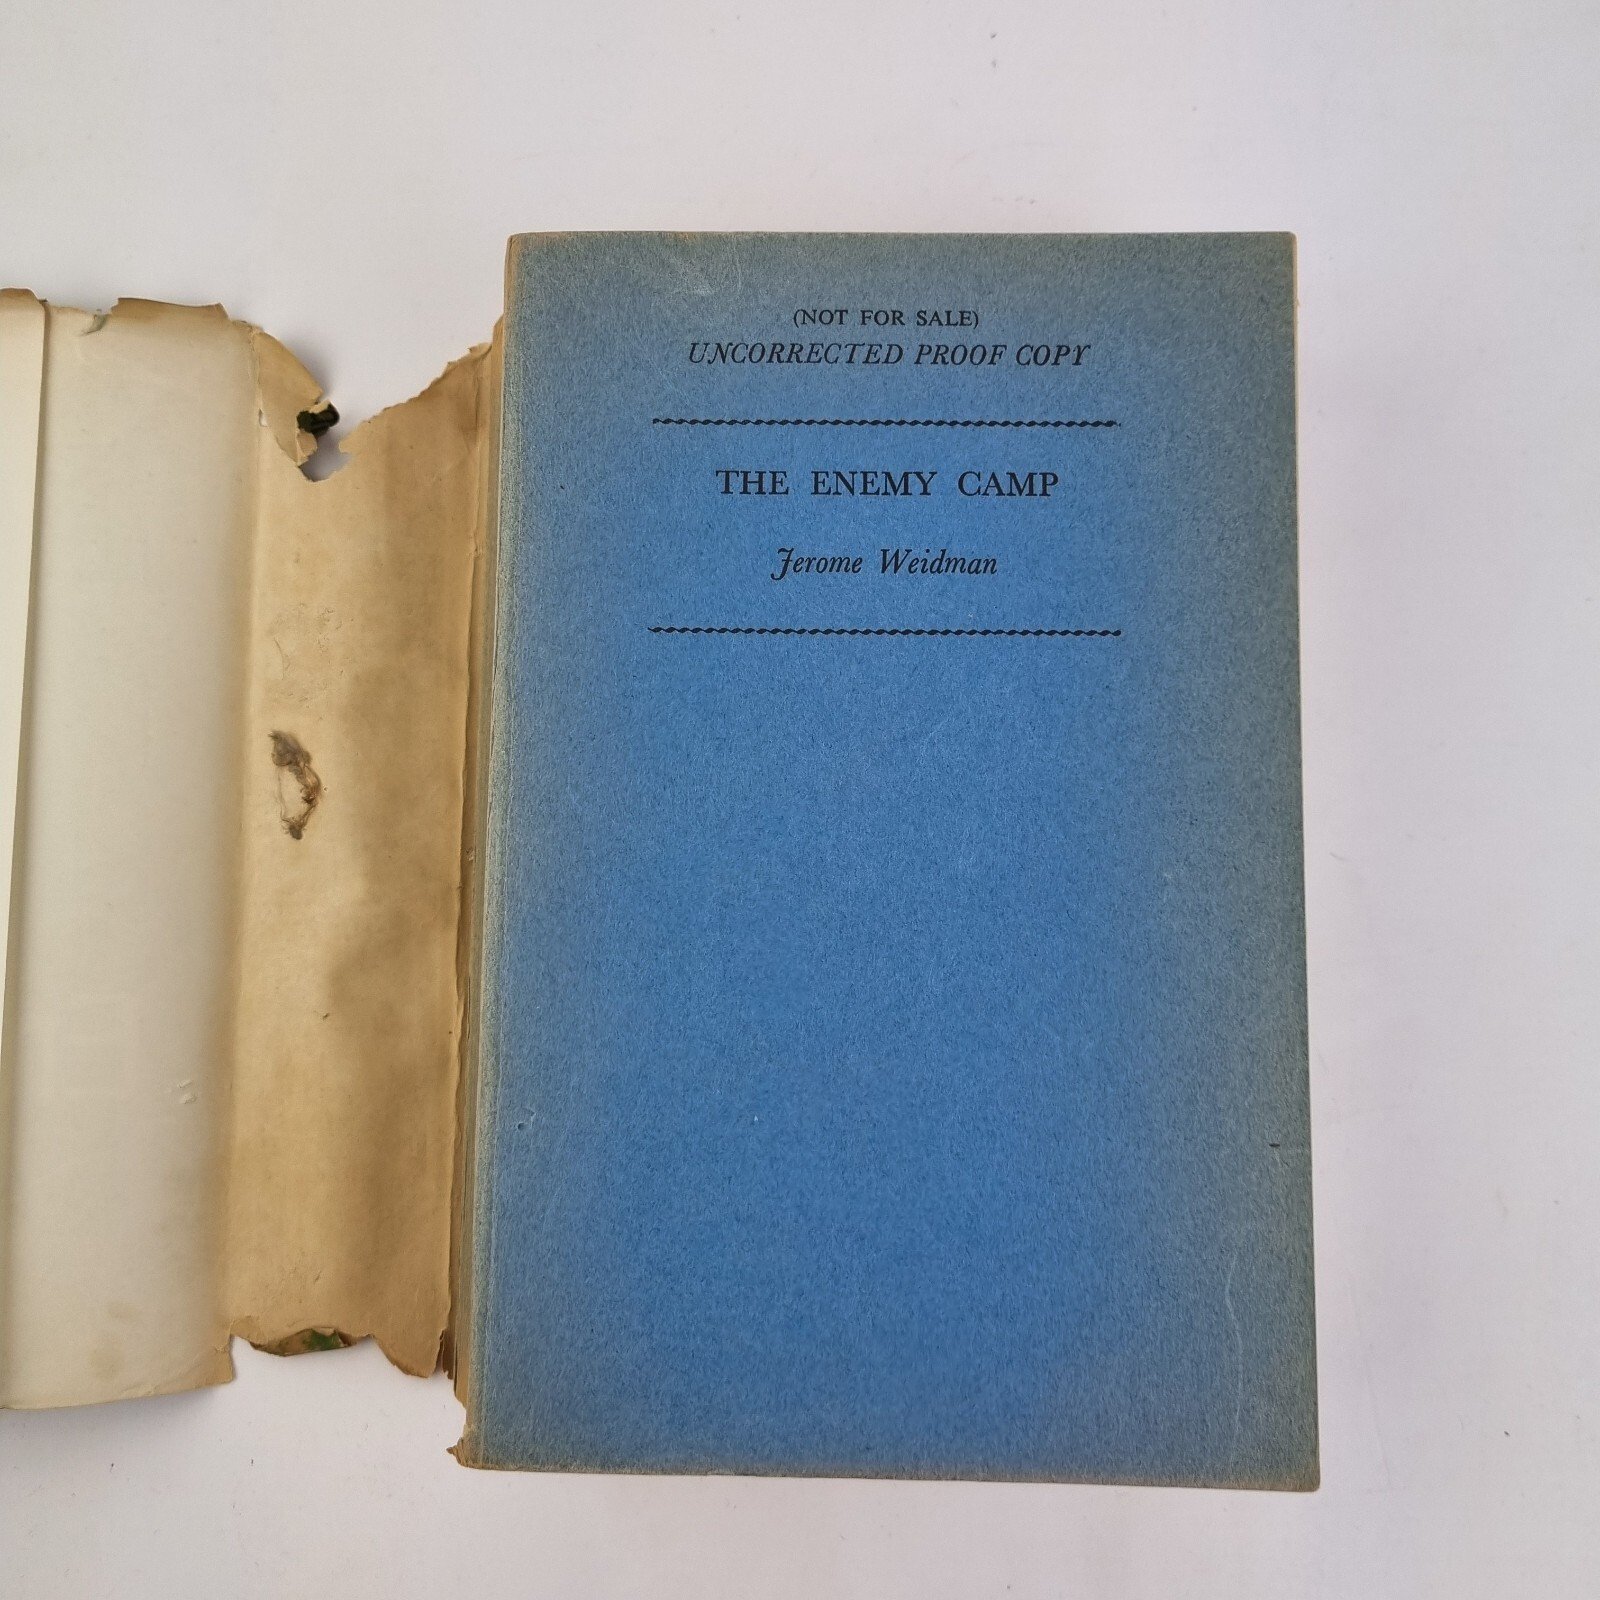 (NOT FOR SALE)
UNCORRECTED PROOF COPY
THE ENEMY CAMP
Jerome Weidman